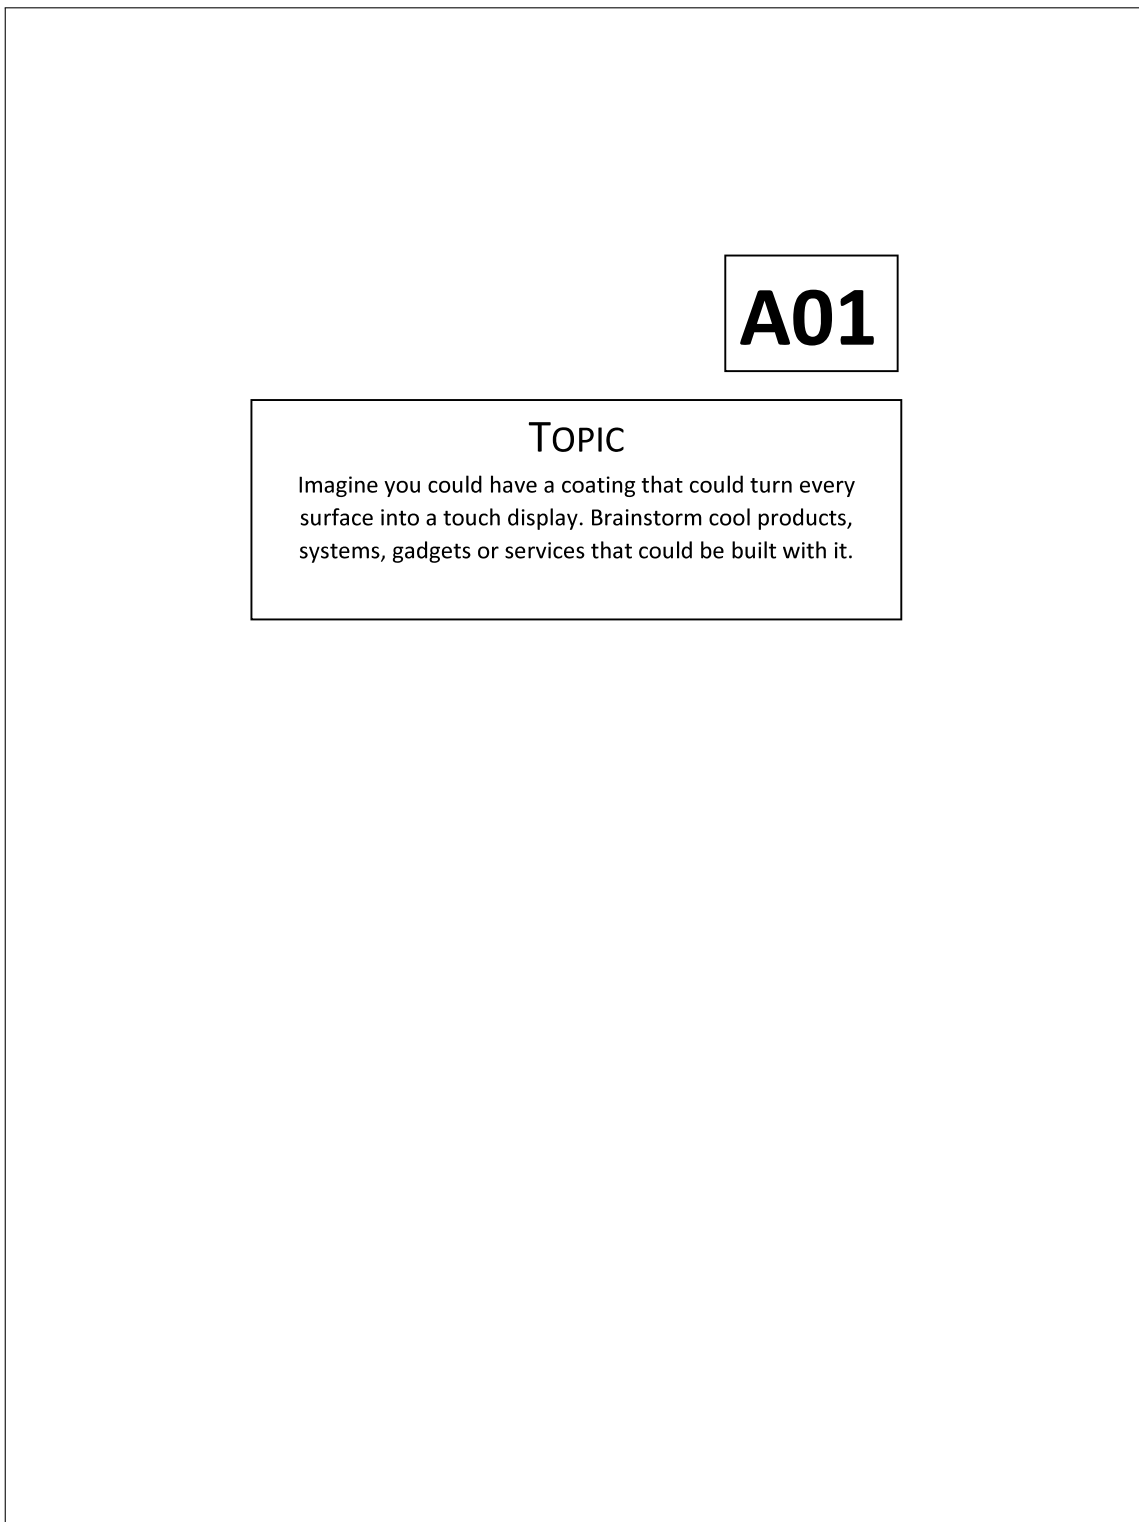 A01
TOPIC
Imagine you could have a coating that could turn every
surface into a touch display. Brainstorm cool products,
systems, gadgets or services that could be built with it.